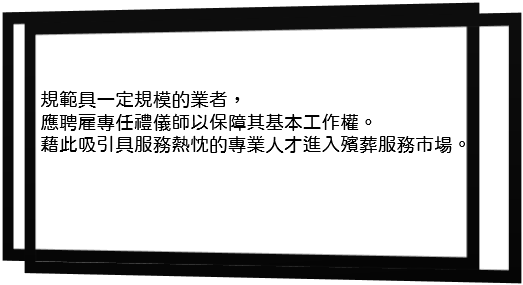 規範具一定規模的業者，
應聘雇專任禮儀師以保障其基本工作權。
藉此吸引具服務熱忱的專業人才進入殯葬服務市場。